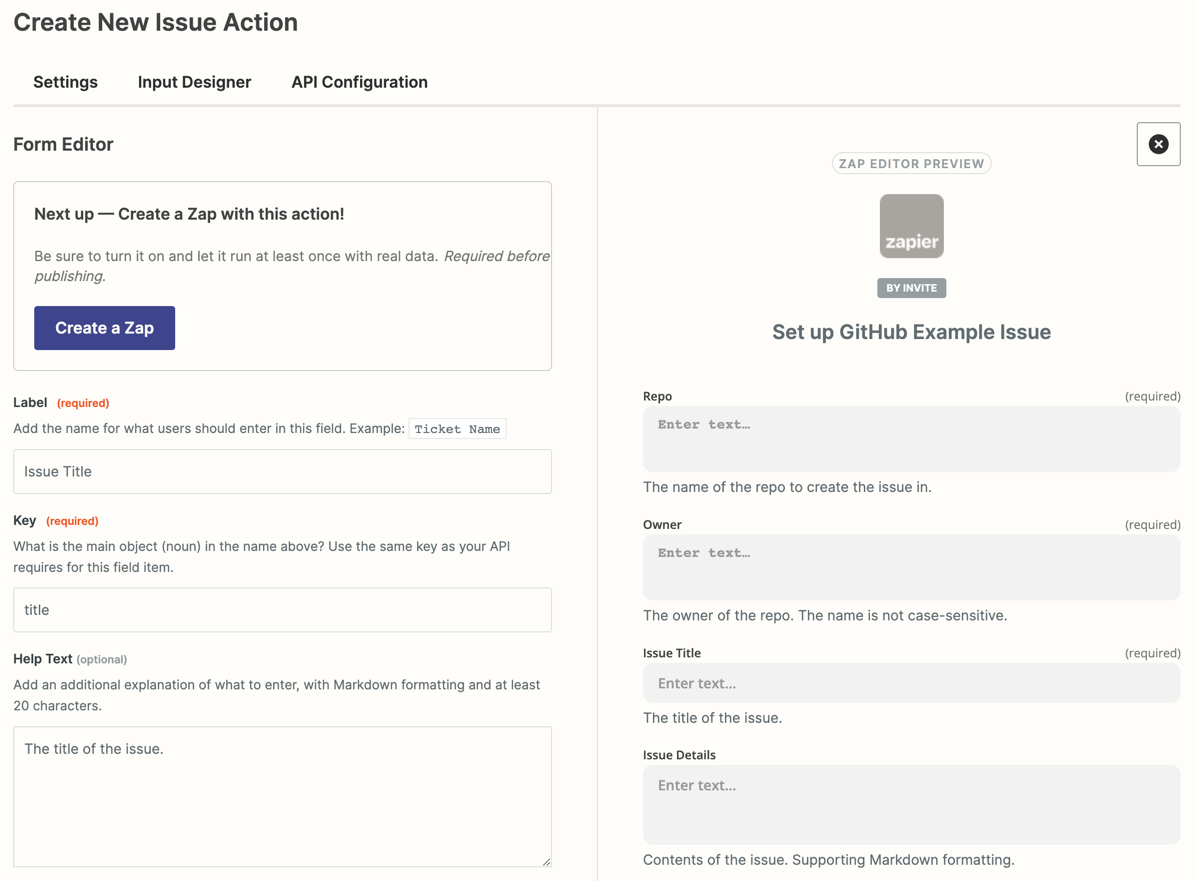 Create New Issue Action
Settings
Input Designer
API Configuration
Form Editor
Next up — Create a Zap with this action!
Be sure to turn it on and let it run at least once with real data. Required before
publishing.
Create a Zap
Label (required)
Add the name for what users should enter in this field. Example: Ticket Name
Issue Title
Key (required)
What is the main object (noun) in the name above? Use the same key as your API
requires for this field item.
title
Help Text (optional)
Add an additional explanation of what to enter, with Markdown formatting and at least
20 characters.
The title of the issue.
ZAP EDITOR PREVIEW
zapier
BY INVITE
Set up GitHub Example Issue
Repo (required)
Enter text…
The name of the repo to create the issue in.
Owner (required)
Enter text…
The owner of the repo. The name is not case-sensitive.
Issue Title (required)
Enter text…
The title of the issue.
Issue Details
Enter text…
Contents of the issue. Supporting Markdown formatting.